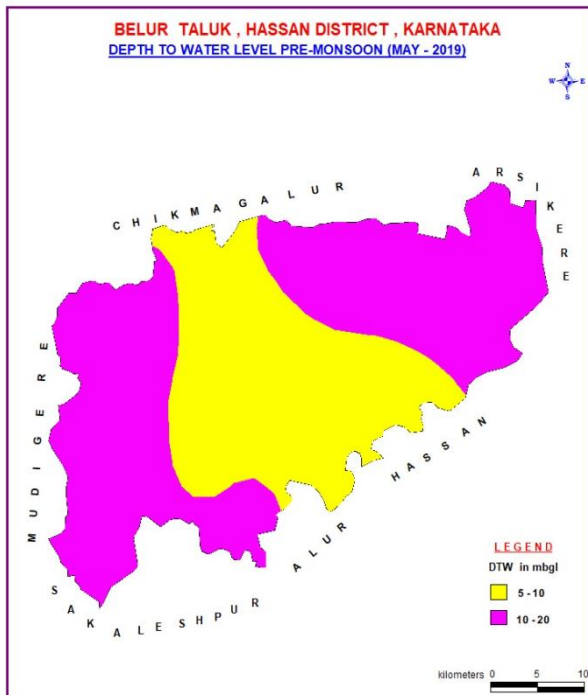 BELUR TALUK , HASSAN DISTRICT , KARNATAKA
DEPTH TO WATER LEVEL PRE-MONSOON (MAY - 2019)
N
W E
S
ARSIKERE
CHIKMAGALUR
MUDIGERE
HASSAN
ALUR
SAKALESHPUR
LEGEND
DTW in mbgl
5 - 10
10 - 20
kilometers 0 5 10